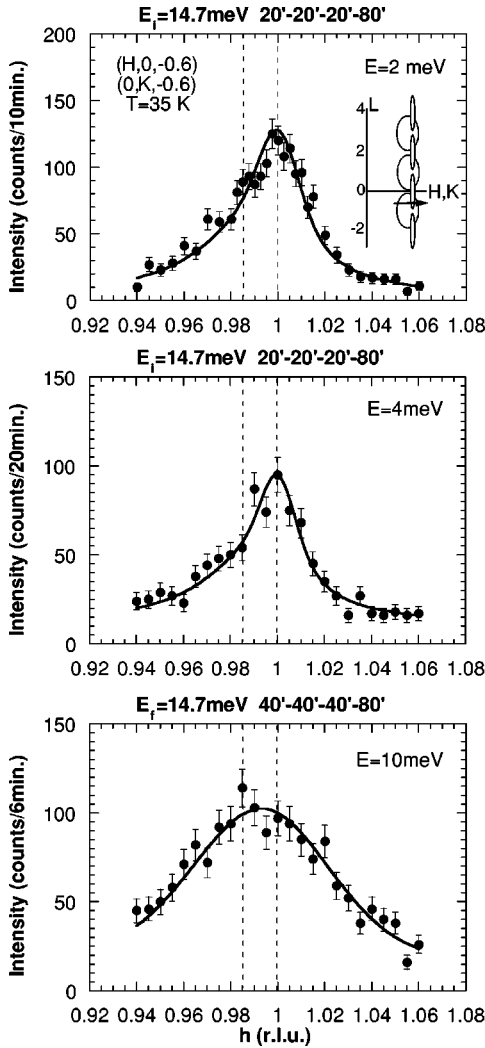 E_i=14.7meV 20'-20'-20'-80'
Intensity (counts/10min.)
200
150
100
50
0
(H,0,-0.6)
(0,K,-0.6)
T=35 K
E=2 meV
4
L
2
0
H,K
-2
0.92 0.94 0.96 0.98 1 1.02 1.04 1.06 1.08
E_i=14.7meV 20'-20'-20'-80'
Intensity (counts/20min.)
150
100
50
0
E=4meV
0.92 0.94 0.96 0.98 1 1.02 1.04 1.06 1.08
E_f=14.7meV 40'-40'-40'-80'
Intensity (counts/6min.)
150
100
50
0
E=10meV
0.92 0.94 0.96 0.98 1 1.02 1.04 1.06 1.08
h (r.l.u.)